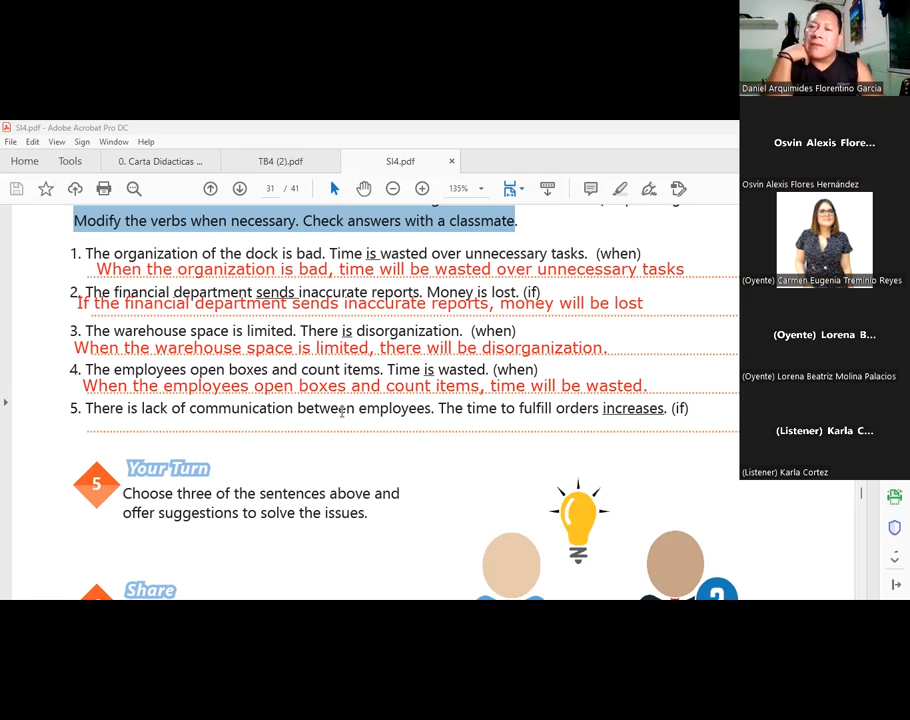 SI4.pdf - Adobe Acrobat Pro DC
File Edit View Sign Window Help
Home Tools 0. Carta Didacticas ... TB4 (2).pdf SI4.pdf ×
31 / 41 135%
Modify the verbs when necessary. Check answers with a classmate.
1. The organization of the dock is bad. Time is wasted over unnecessary tasks. (when)
When the organization is bad, time will be wasted over unnecessary tasks
2. The financial department sends inaccurate reports. Money is lost. (if)
If the financial department sends inaccurate reports, money will be lost
3. The warehouse space is limited. There is disorganization. (when)
When the warehouse space is limited, there will be disorganization.
4. The employees open boxes and count items. Time is wasted. (when)
When the employees open boxes and count items, time will be wasted.
5. There is lack of communication between employees. The time to fulfill orders increases. (if)
5 Your Turn
Choose three of the sentences above and
offer suggestions to solve the issues.
Share
2
Daniel Arquimides Florentino Garcia
Osvin Alexis Flore...
Osvin Alexis Flores Hernández
(Oyente) Carmen Eugenia Treminio Reyes
(Oyente) Lorena B...
(Oyente) Lorena Beatriz Molina Palacios
(Listener) Karla C...
(Listener) Karla Cortez